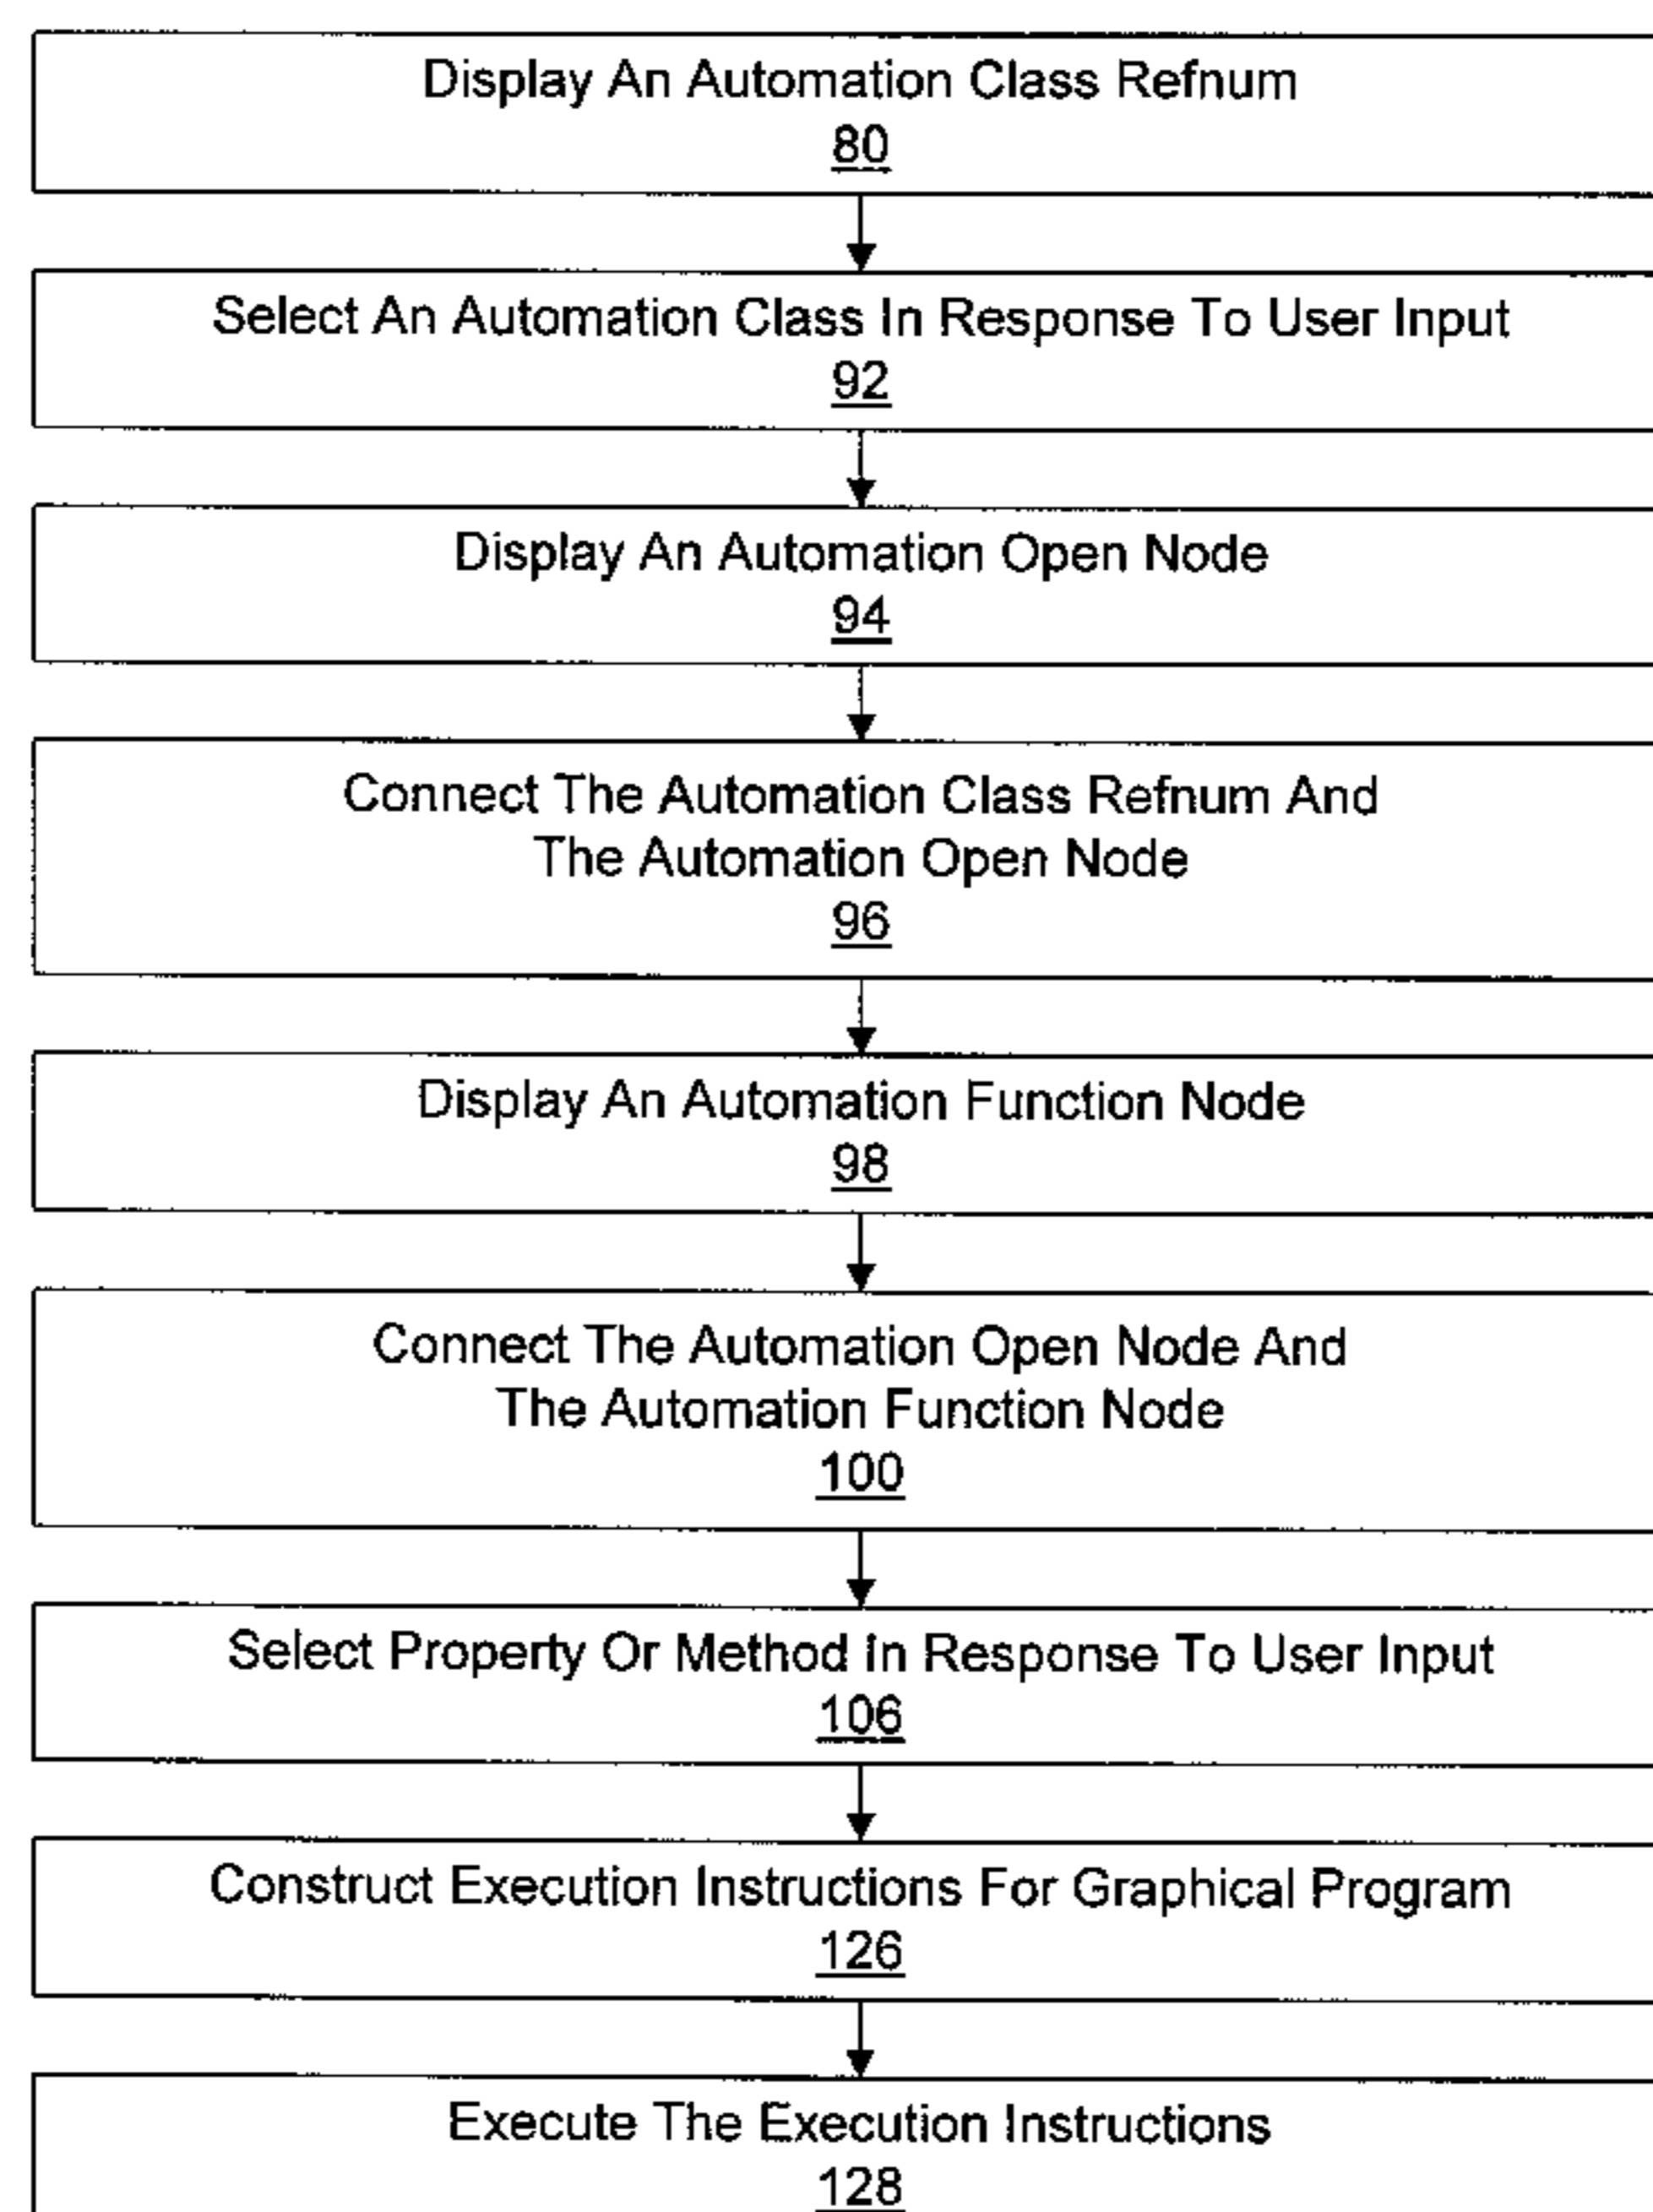 Display An Automation Class Refnum
80
Select An Automation Class In Response To User Input
92
Display An Automation Open Node
94
Connect The Automation Class Refnum And
The Automation Open Node
96
Display An Automation Function Node
98
Connect The Automation Open Node And
The Automation Function Node
100
Select Property Or Method In Response To User Input
106
Construct Execution Instructions For Graphical Program
126
Execute The Execution Instructions
128